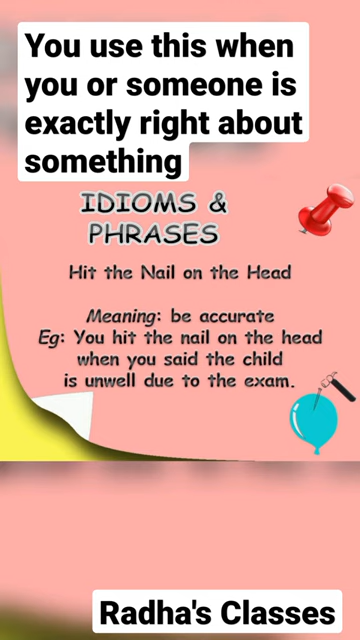 You use this when
you or someone is
exactly right about
something
IDIOMS &
PHRASES
Hit the Nail on the Head
Meaning: be accurate
Eg: You hit the nail on the head
when you said the child
is unwell due to the exam.
Radha's Classes